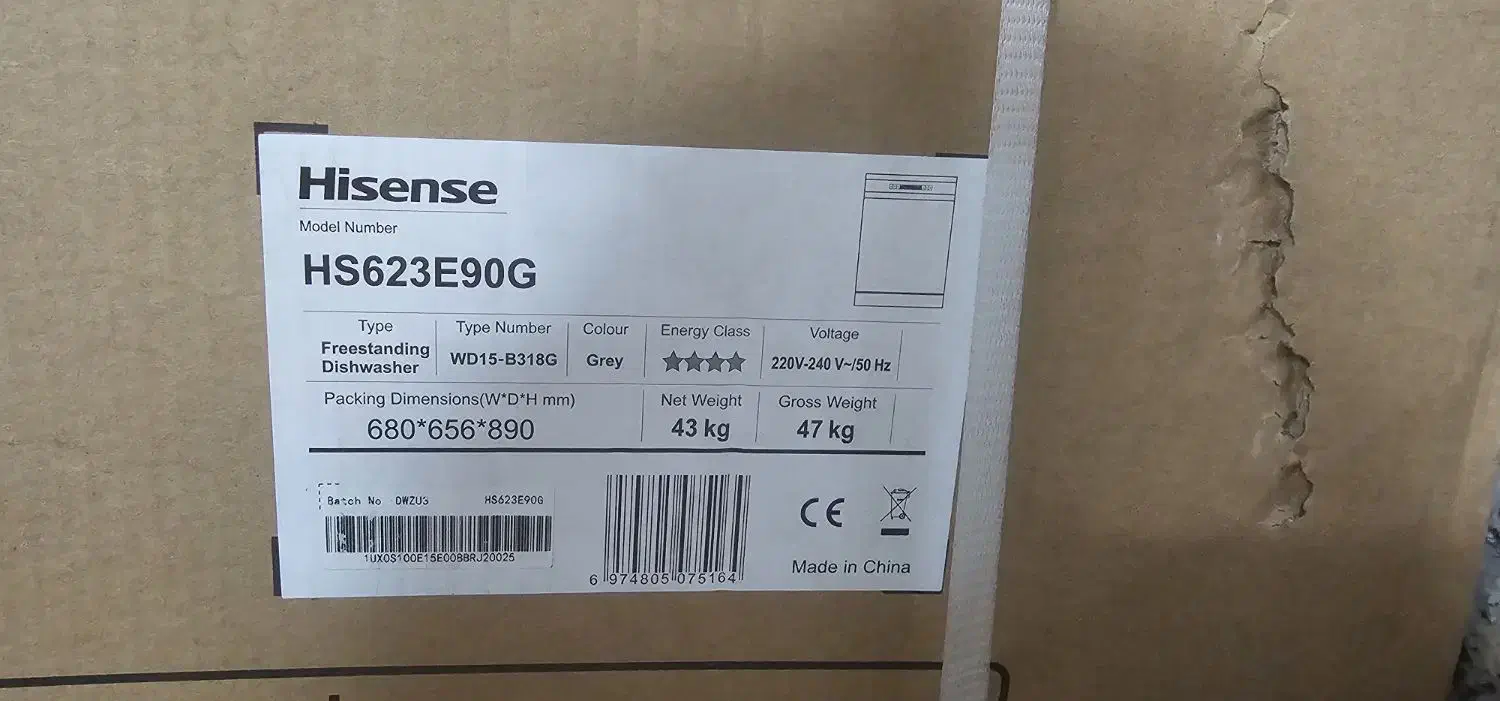 Hisense
Model Number
HS623E90G
Type Type Number Colour Energy Class Voltage
Freestanding Dishwasher WD15-B318G Grey 220V-240 V~/50 Hz
Packing Dimensions(W*D*H mm) Net Weight Gross Weight
680*656*890 43 kg 47 kg
Batch No DWZU3 HS623E90G
1UX0S100E15E00BBRJ20025
6 974805 075164
CE
Made in China